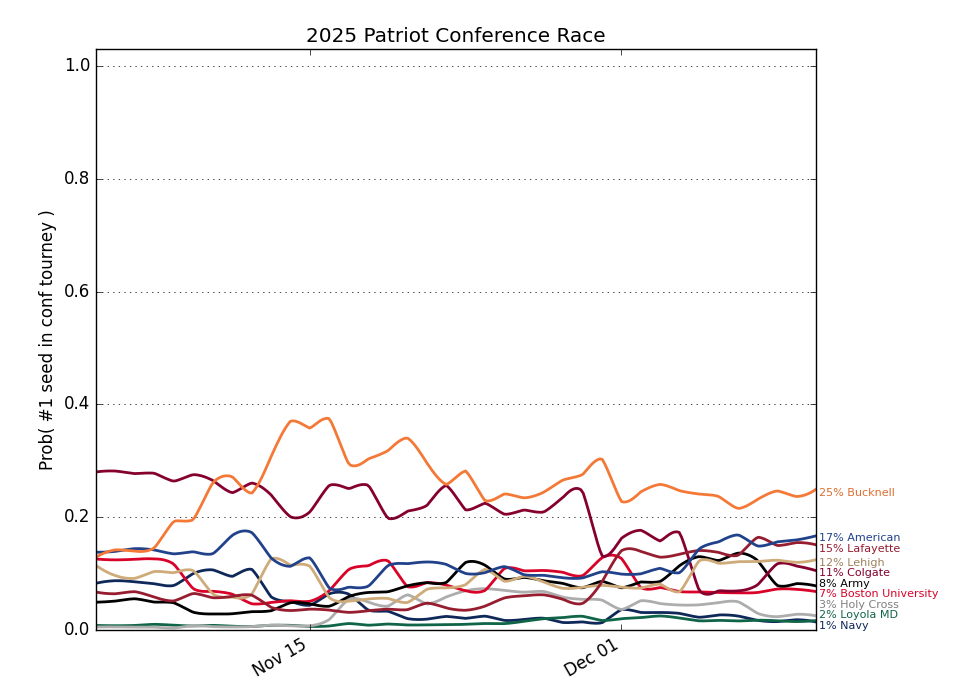 2025 Patriot Conference Race
Prob( #1 seed in conf tourney )
1.0
0.8
0.6
0.4
0.2
0.0
Nov 15
Dec 01
25% Bucknell
17% American
15% Lafayette
12% Lehigh
11% Colgate
8% Army
7% Boston University
3% Holy Cross
2% Loyola MD
1% Navy